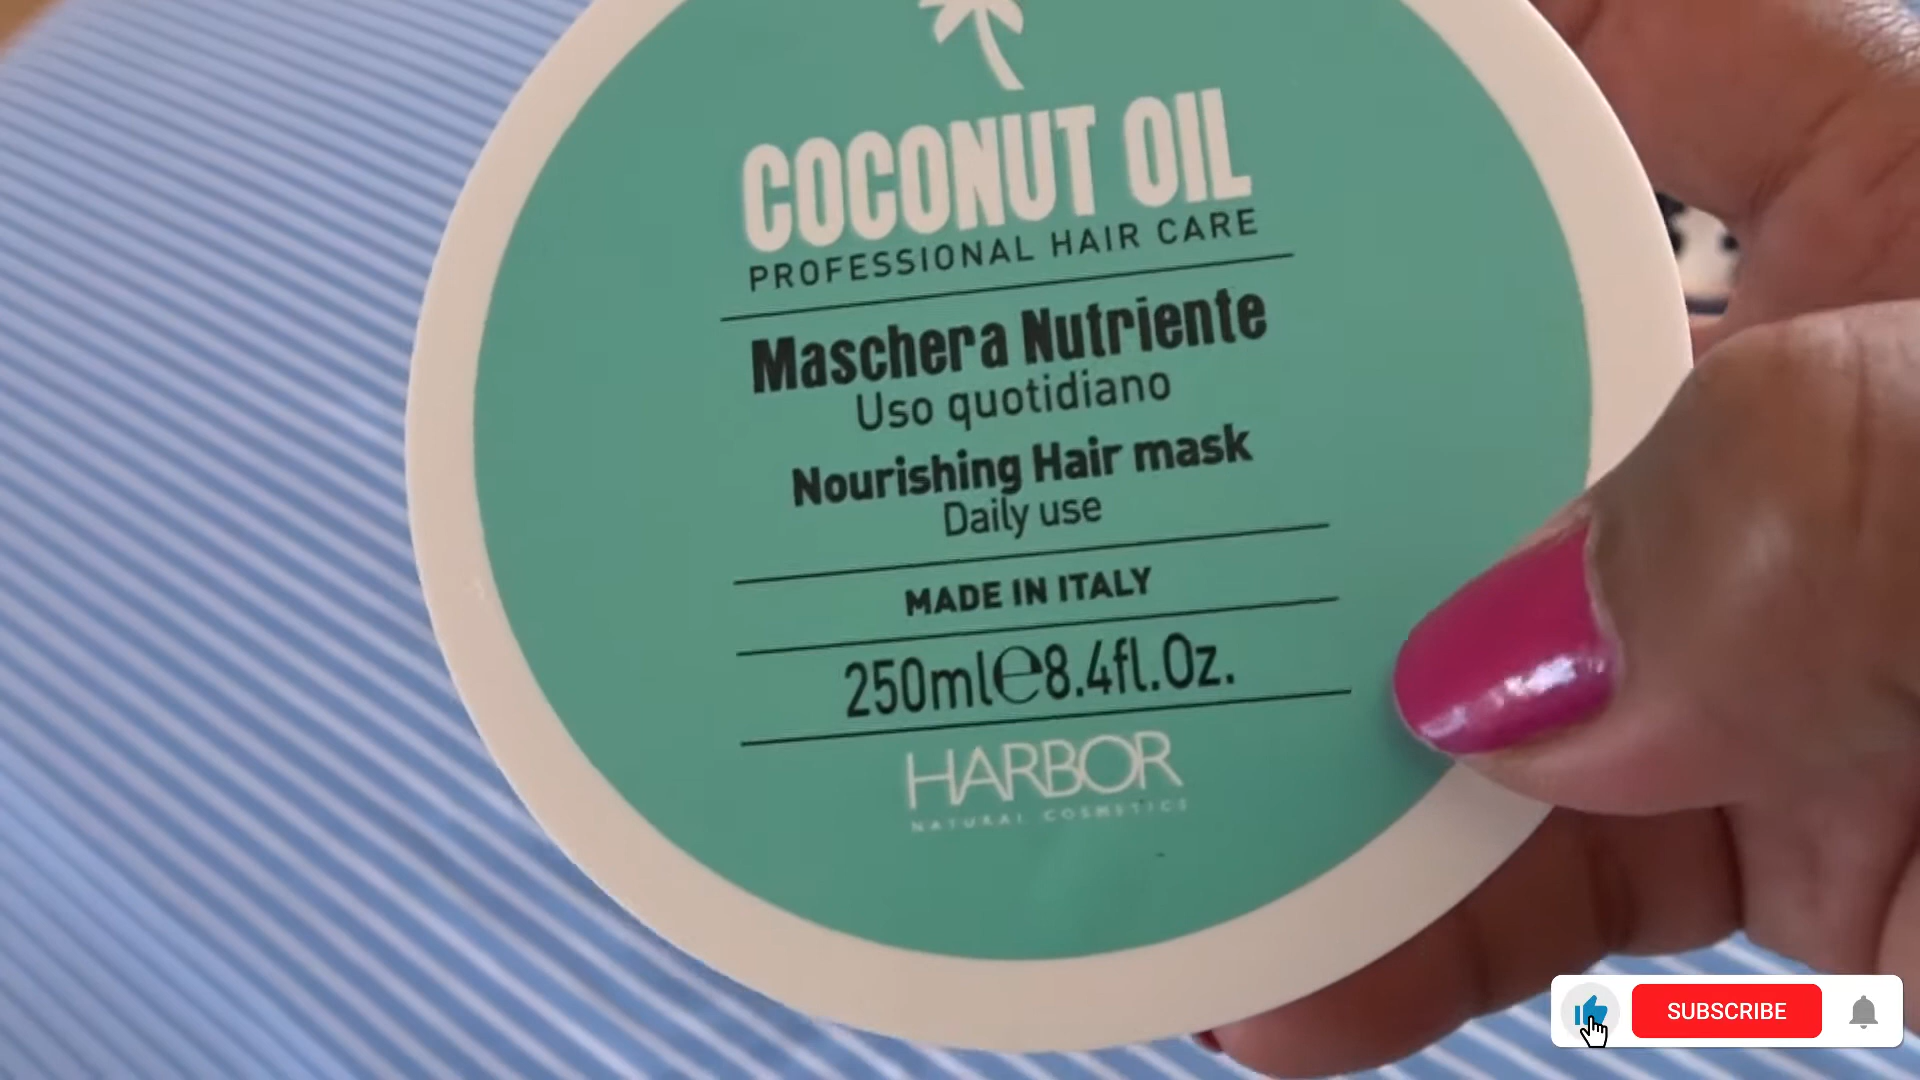 COCONUT OIL
PROFESSIONAL HAIR CARE
Maschera Nutriente
Uso quotidiano
Nourishing Hair mask
Daily use
MADE IN ITALY
250ml℮8.4fl.Oz.
HARBOR
NATURAL COSMETICS
SUBSCRIBE